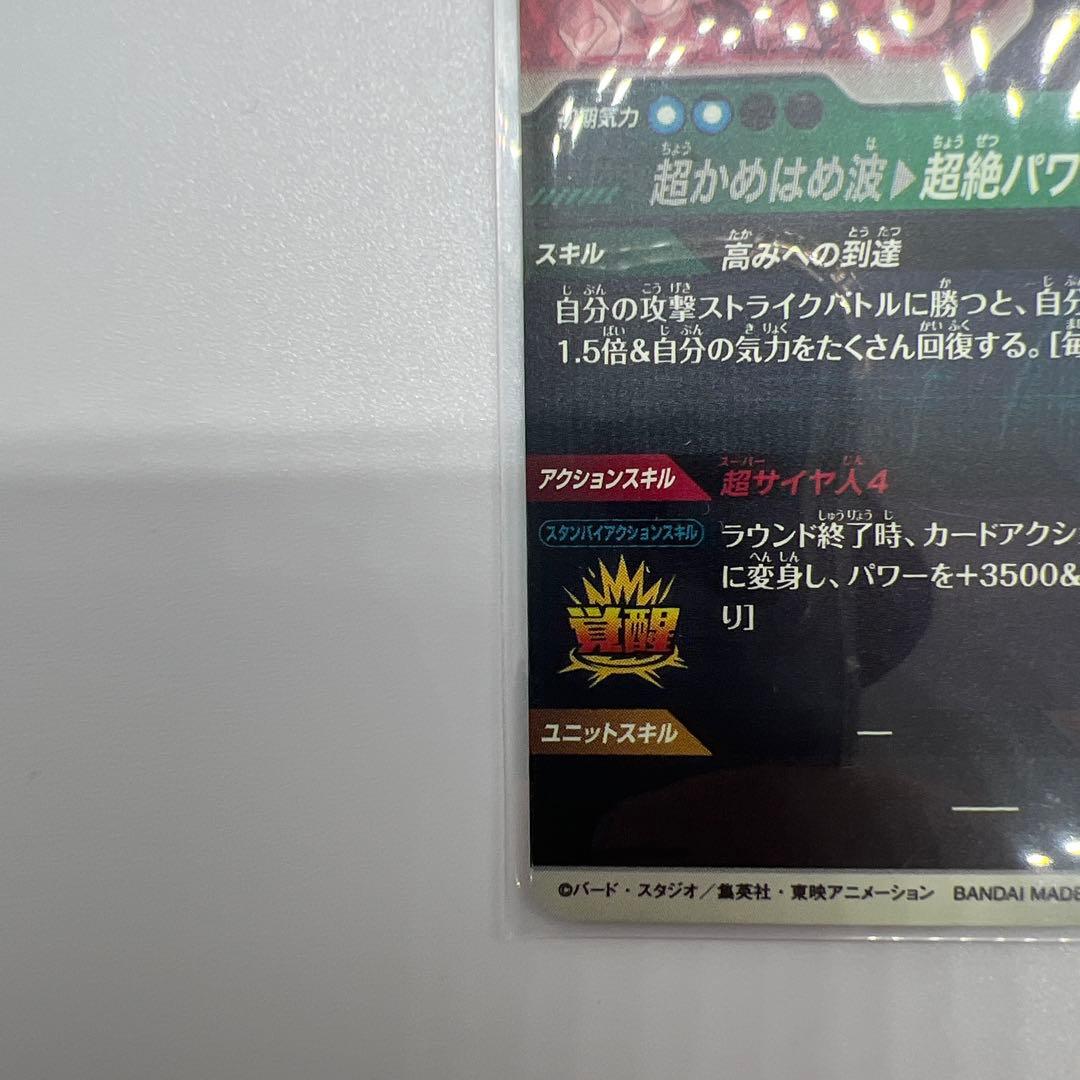 初期気力
超かめはめ波▶超絶パワ
スキル 高みへの到達
自分の攻撃ストライクバトルに勝つと、自分
1.5倍&自分の気力をたくさん回復する。[毎
アクションスキル 超サイヤ人4
スタンバイアクションスキル ラウンド終了時、カードアクシ
に変身し、パワーを+3500&
り]
覚醒
ユニットスキル ー
©バード・スタジオ／集英社・東映アニメーション BANDAI MADE